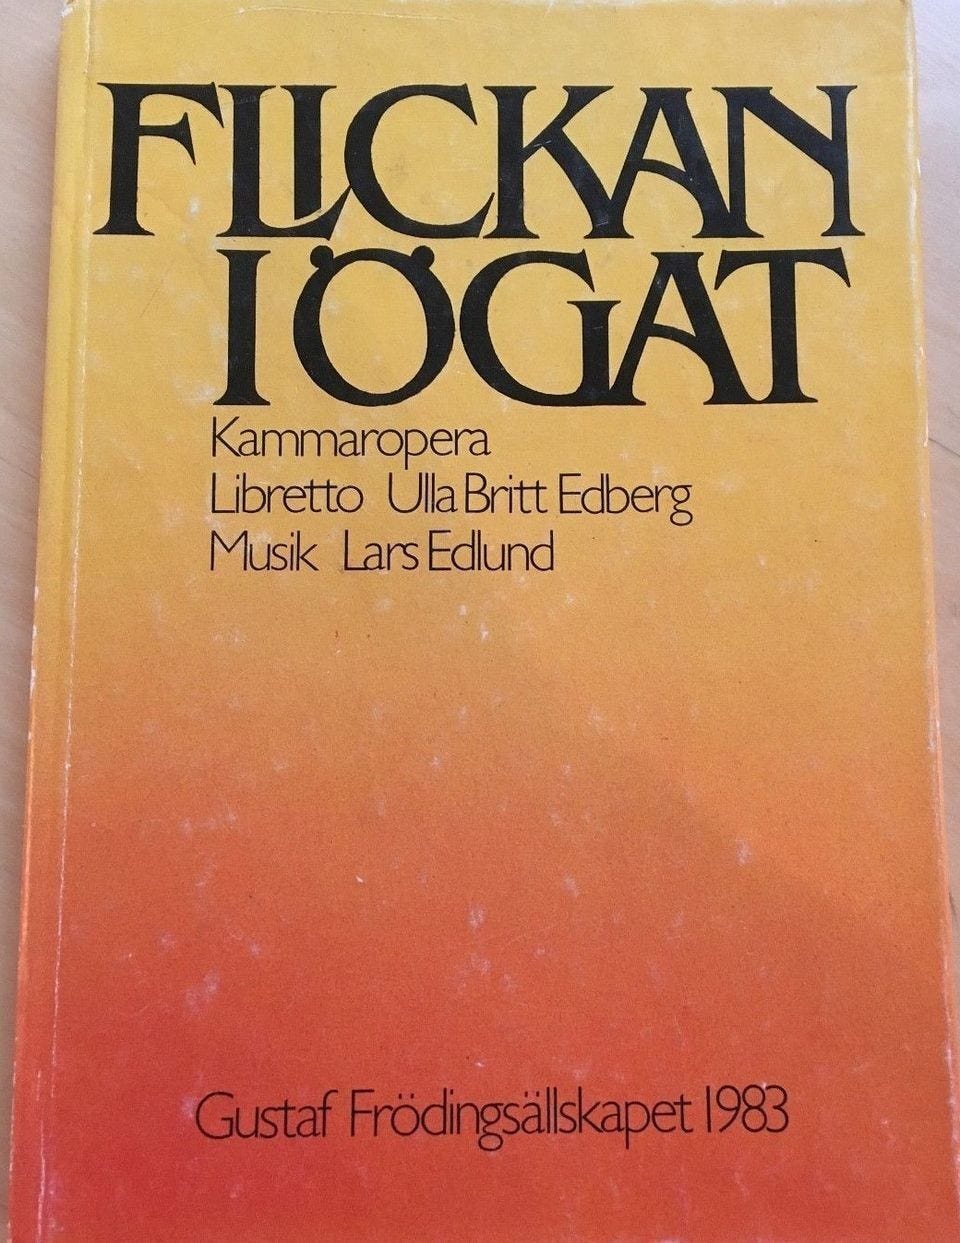 FLICKAN
I ÖGAT
Kammaropera
Libretto Ulla Britt Edberg
Musik Lars Edlund
Gustaf Frödingsällskapet 1983